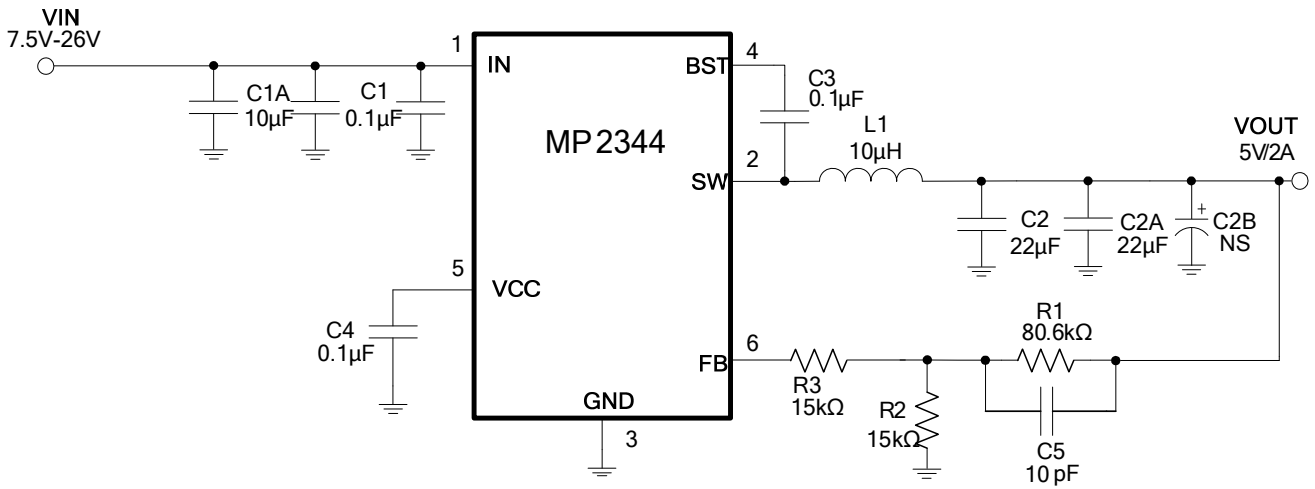 VIN
7.5V-26V
1
IN
C1A
10µF
C1
0.1µF
MP2344
BST
4
C3
0.1µF
SW
2
L1
10µH
VOUT
5V/2A
C2
22µF
C2A
22µF
+
C2B
NS
5
VCC
C4
0.1µF
FB
6
R3
15kΩ
R2
15kΩ
R1
80.6kΩ
C5
10 pF
GND
3